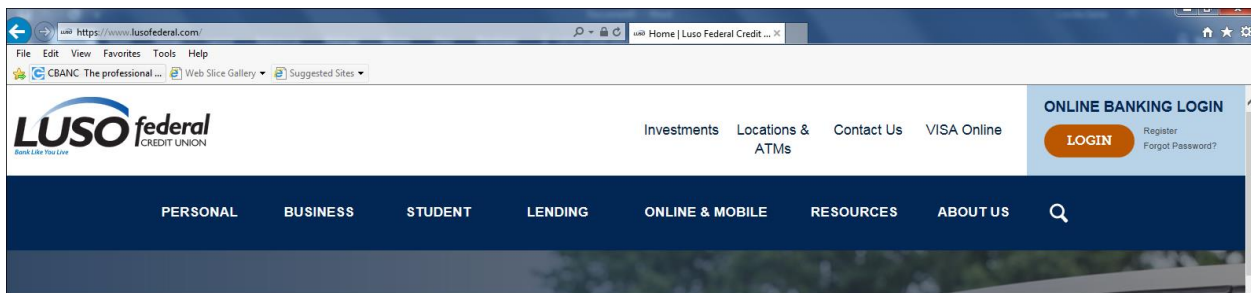 https://www.lusofederal.com/
Home | Luso Federal Credit ...
File Edit View Favorites Tools Help
CBANC The professional ... Web Slice Gallery Suggested Sites
LUSO federal
CREDIT UNION
Bank Like You Live
Investments Locations & ATMs Contact Us VISA Online
ONLINE BANKING LOGIN
LOGIN
Register
Forgot Password?
PERSONAL BUSINESS STUDENT LENDING ONLINE & MOBILE RESOURCES ABOUT US